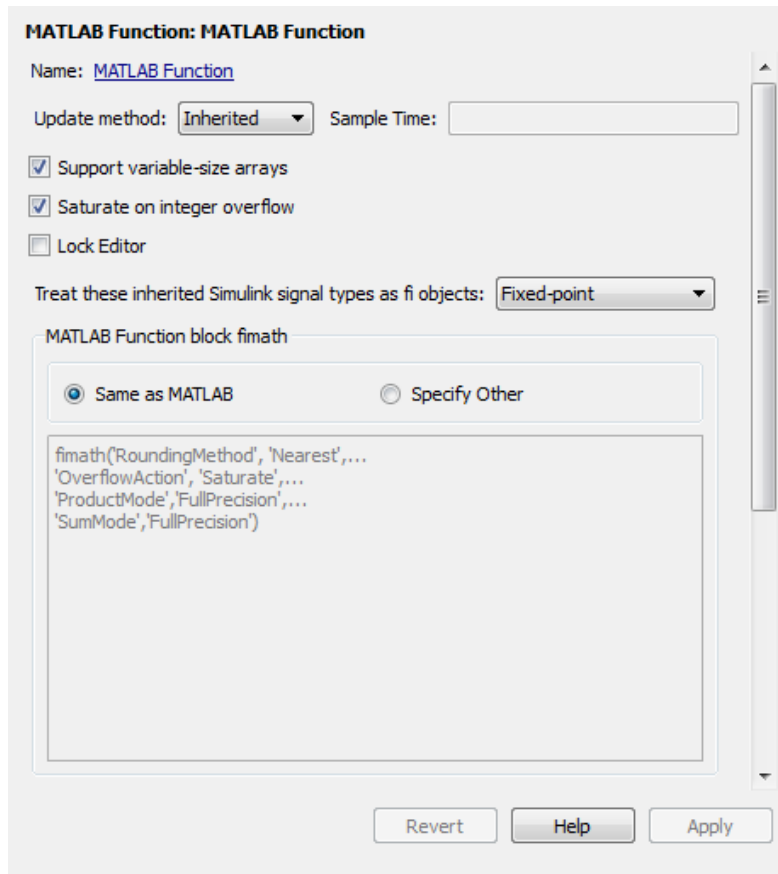 MATLAB Function: MATLAB Function
Name: MATLAB Function
Update method: Inherited Sample Time:
Support variable-size arrays
Saturate on integer overflow
Lock Editor
Treat these inherited Simulink signal types as fi objects: Fixed-point
MATLAB Function block fimath
Same as MATLAB Specify Other
fimath('RoundingMethod', 'Nearest',...
'OverflowAction', 'Saturate',...
'ProductMode','FullPrecision',...
'SumMode','FullPrecision')
Revert Help Apply